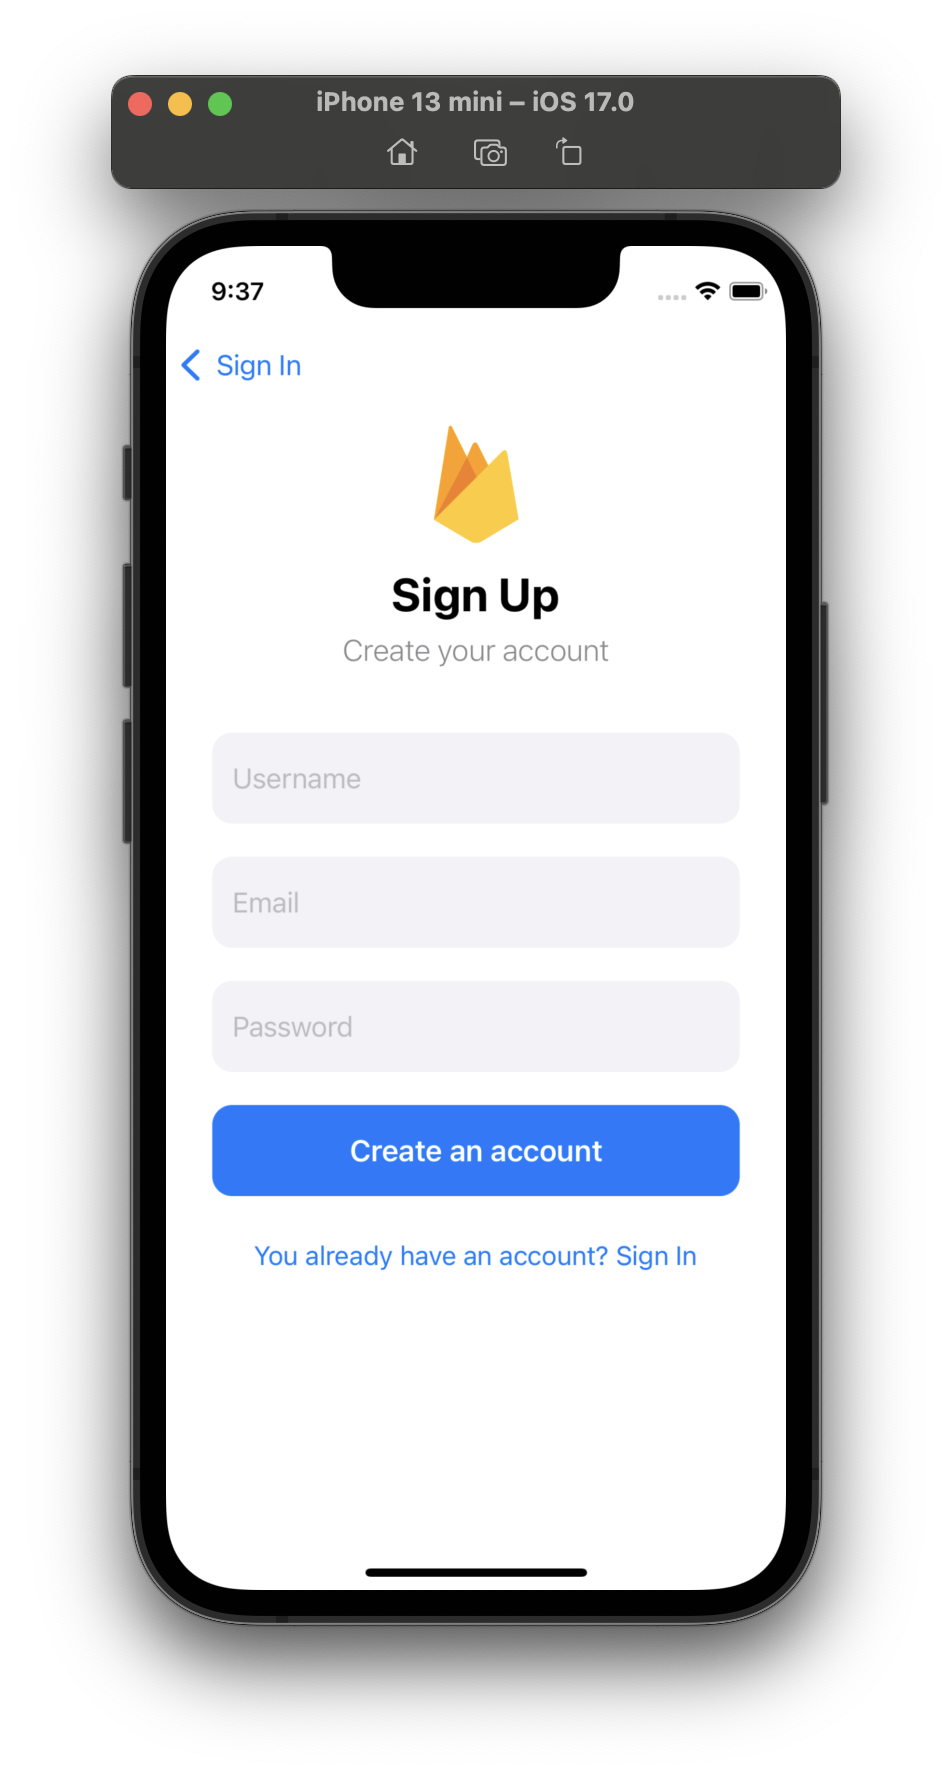 iPhone 13 mini – iOS 17.0
9:37
Sign In
Sign Up
Create your account
Username
Email
Password
Create an account
You already have an account? Sign In